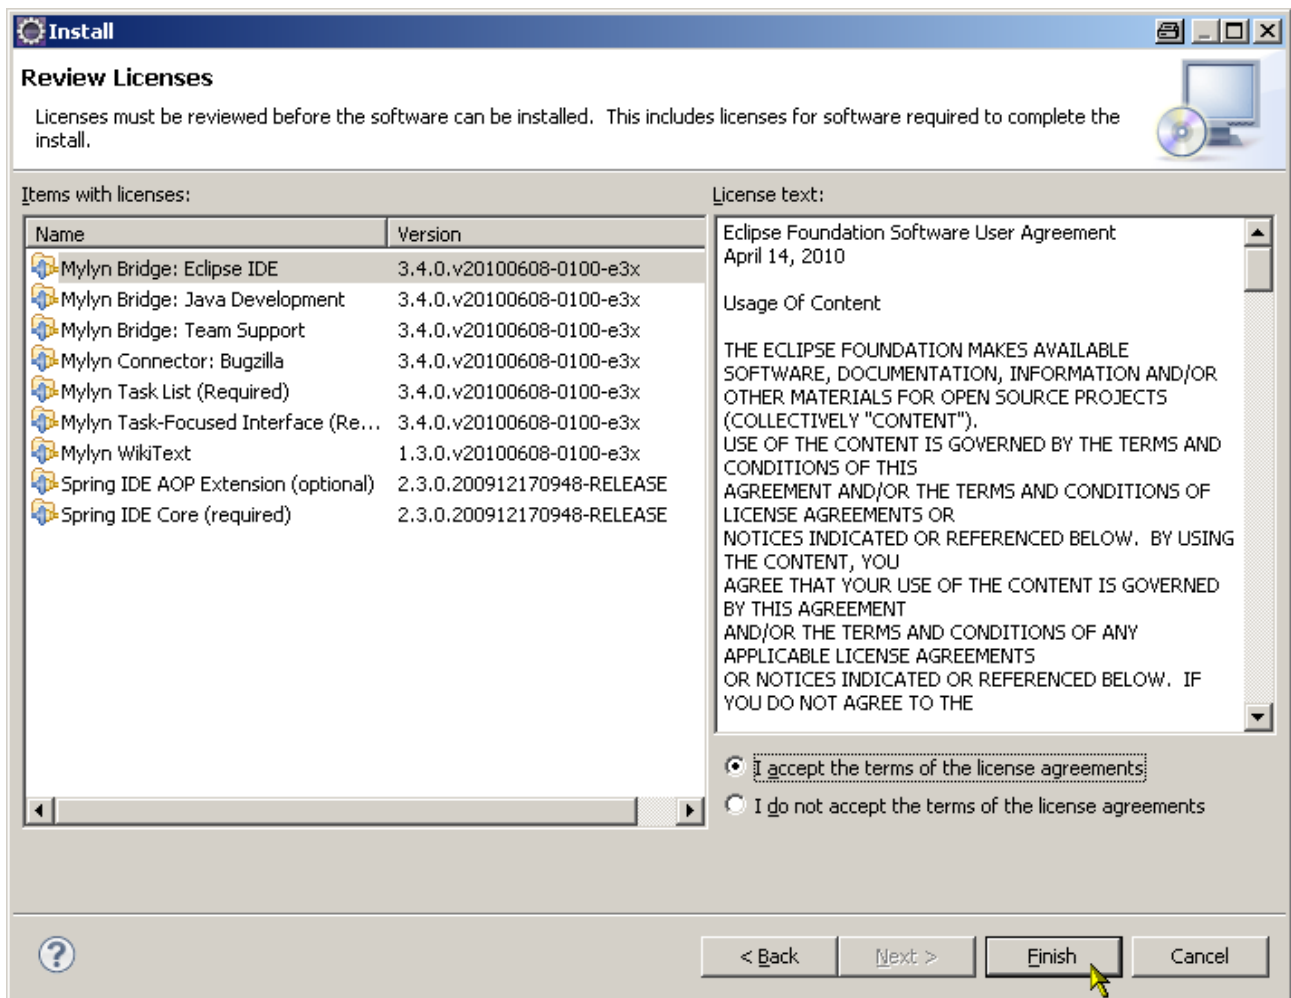 Install
Review Licenses
Licenses must be reviewed before the software can be installed.  This includes licenses for software required to complete the
install.
Items with licenses:
License text:
Name Version
Mylyn Bridge: Eclipse IDE 3.4.0.v20100608-0100-e3x
Mylyn Bridge: Java Development 3.4.0.v20100608-0100-e3x
Mylyn Bridge: Team Support 3.4.0.v20100608-0100-e3x
Mylyn Connector: Bugzilla 3.4.0.v20100608-0100-e3x
Mylyn Task List (Required) 3.4.0.v20100608-0100-e3x
Mylyn Task-Focused Interface (Re... 3.4.0.v20100608-0100-e3x
Mylyn WikiText 1.3.0.v20100608-0100-e3x
Spring IDE AOP Extension (optional) 2.3.0.200912170948-RELEASE
Spring IDE Core (required) 2.3.0.200912170948-RELEASE
Eclipse Foundation Software User Agreement
April 14, 2010
Usage Of Content
THE ECLIPSE FOUNDATION MAKES AVAILABLE
SOFTWARE, DOCUMENTATION, INFORMATION AND/OR
OTHER MATERIALS FOR OPEN SOURCE PROJECTS
(COLLECTIVELY "CONTENT").
USE OF THE CONTENT IS GOVERNED BY THE TERMS AND
CONDITIONS OF THIS
AGREEMENT AND/OR THE TERMS AND CONDITIONS OF
LICENSE AGREEMENTS OR
NOTICES INDICATED OR REFERENCED BELOW.  BY USING
THE CONTENT, YOU
AGREE THAT YOUR USE OF THE CONTENT IS GOVERNED
BY THIS AGREEMENT
AND/OR THE TERMS AND CONDITIONS OF ANY
APPLICABLE LICENSE AGREEMENTS
OR NOTICES INDICATED OR REFERENCED BELOW.  IF
YOU DO NOT AGREE TO THE
I accept the terms of the license agreements
I do not accept the terms of the license agreements
< Back
Next >
Finish
Cancel